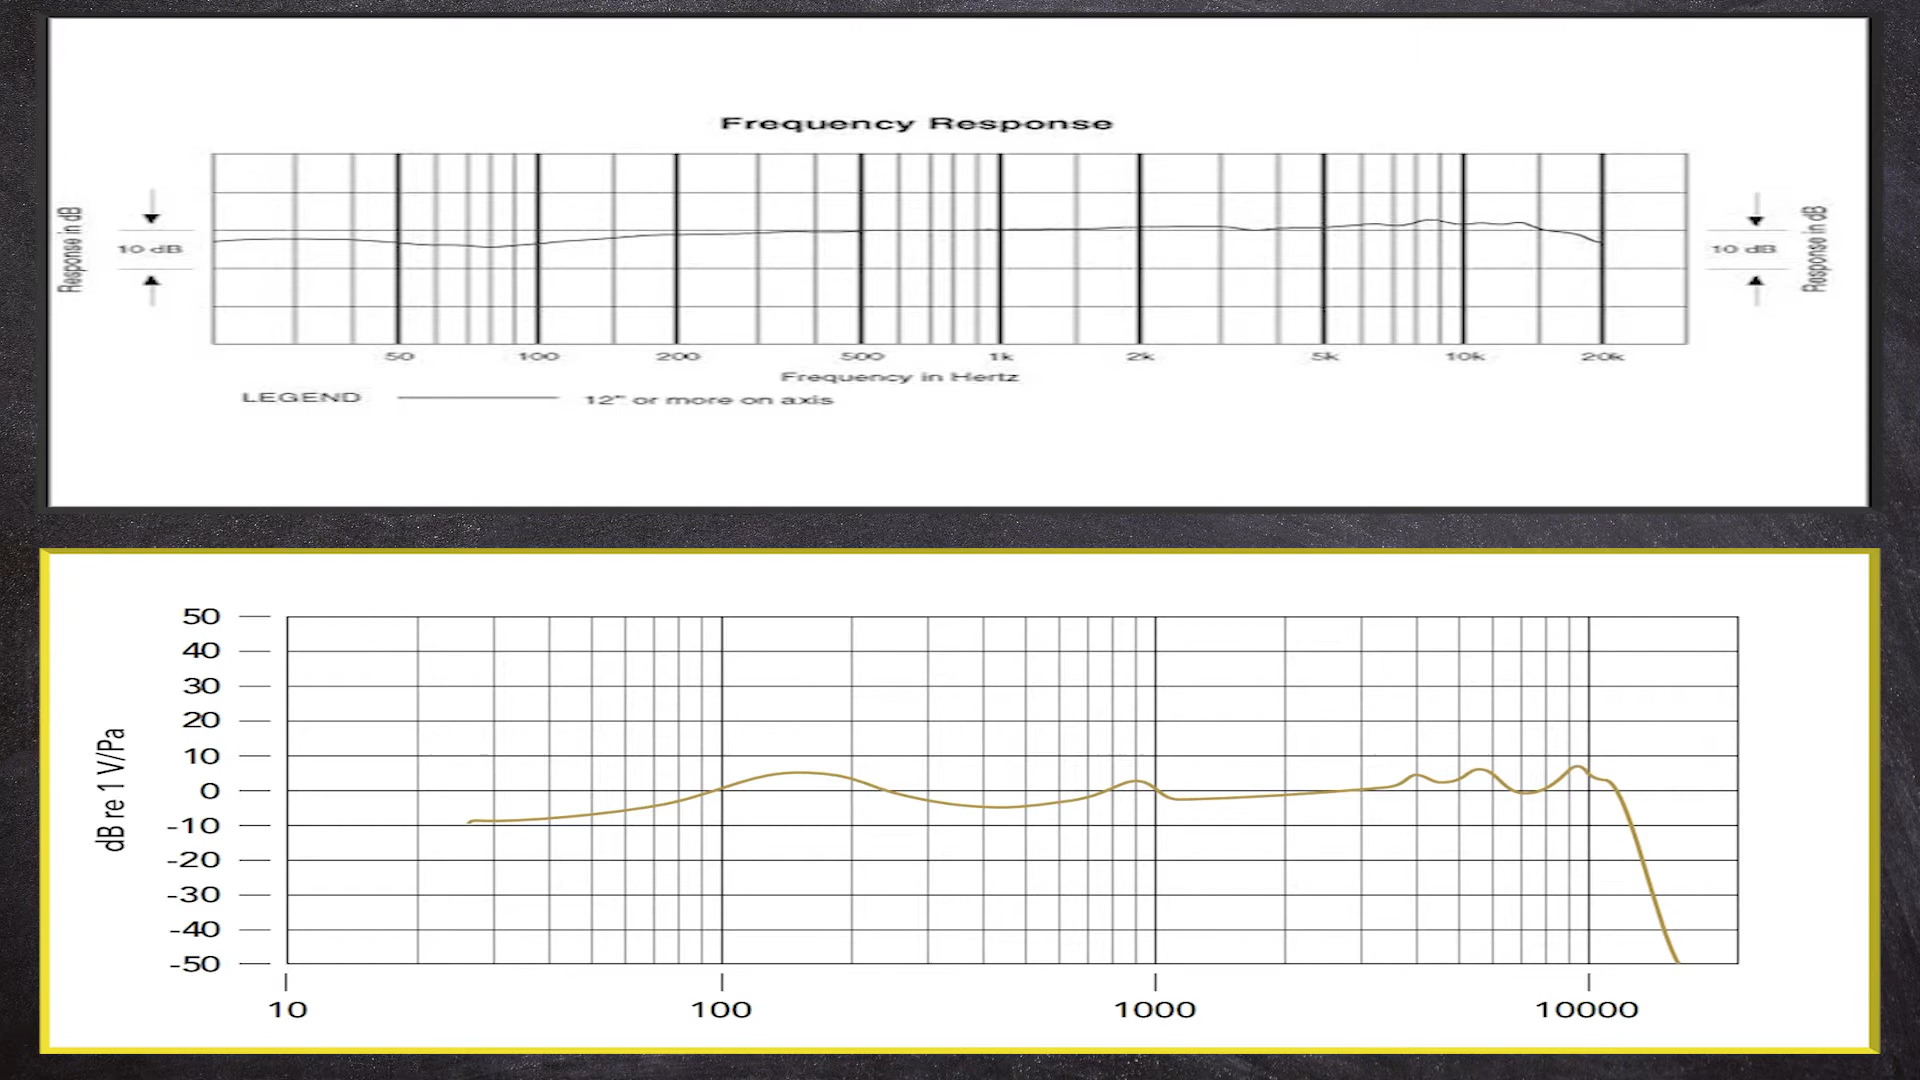 Frequency Response
Response in dB
10 dB
10 dB
Response in dB
50 100 200 500 1k 2k 5k 10k 20k
Frequency in Hertz
LEGEND 12" or more on axis
dB re 1 V/Pa
50
40
30
20
10
0
-10
-20
-30
-40
-50
10 100 1000 10000